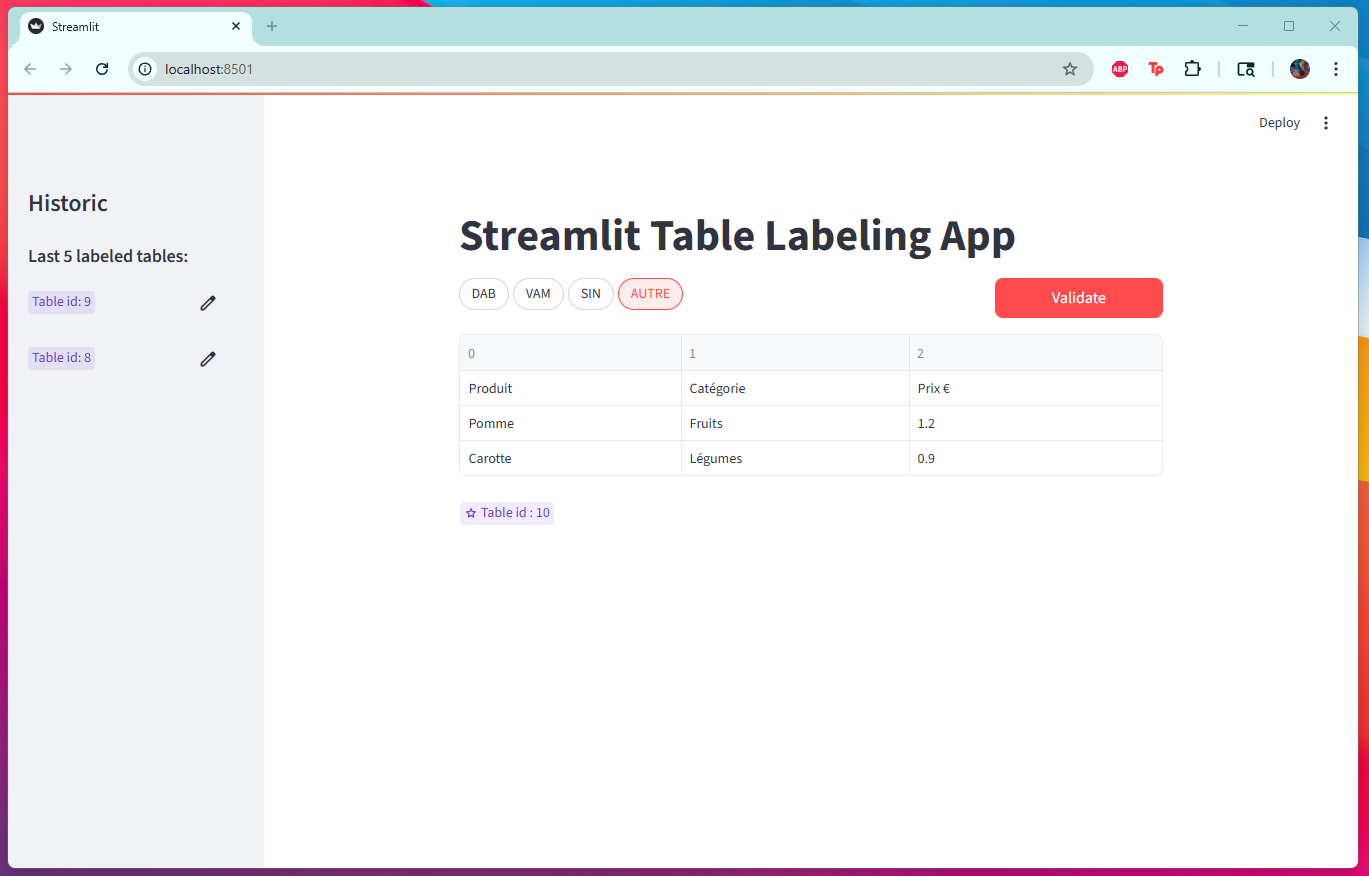 Streamlit
localhost:8501
ABP
Tp
Deploy
Historic
Last 5 labeled tables:
Table id: 9
Table id: 8
Streamlit Table Labeling App
DAB VAM SIN AUTRE Validate
0 1 2
Produit Catégorie Prix €
Pomme Fruits 1.2
Carotte Légumes 0.9
Table id : 10